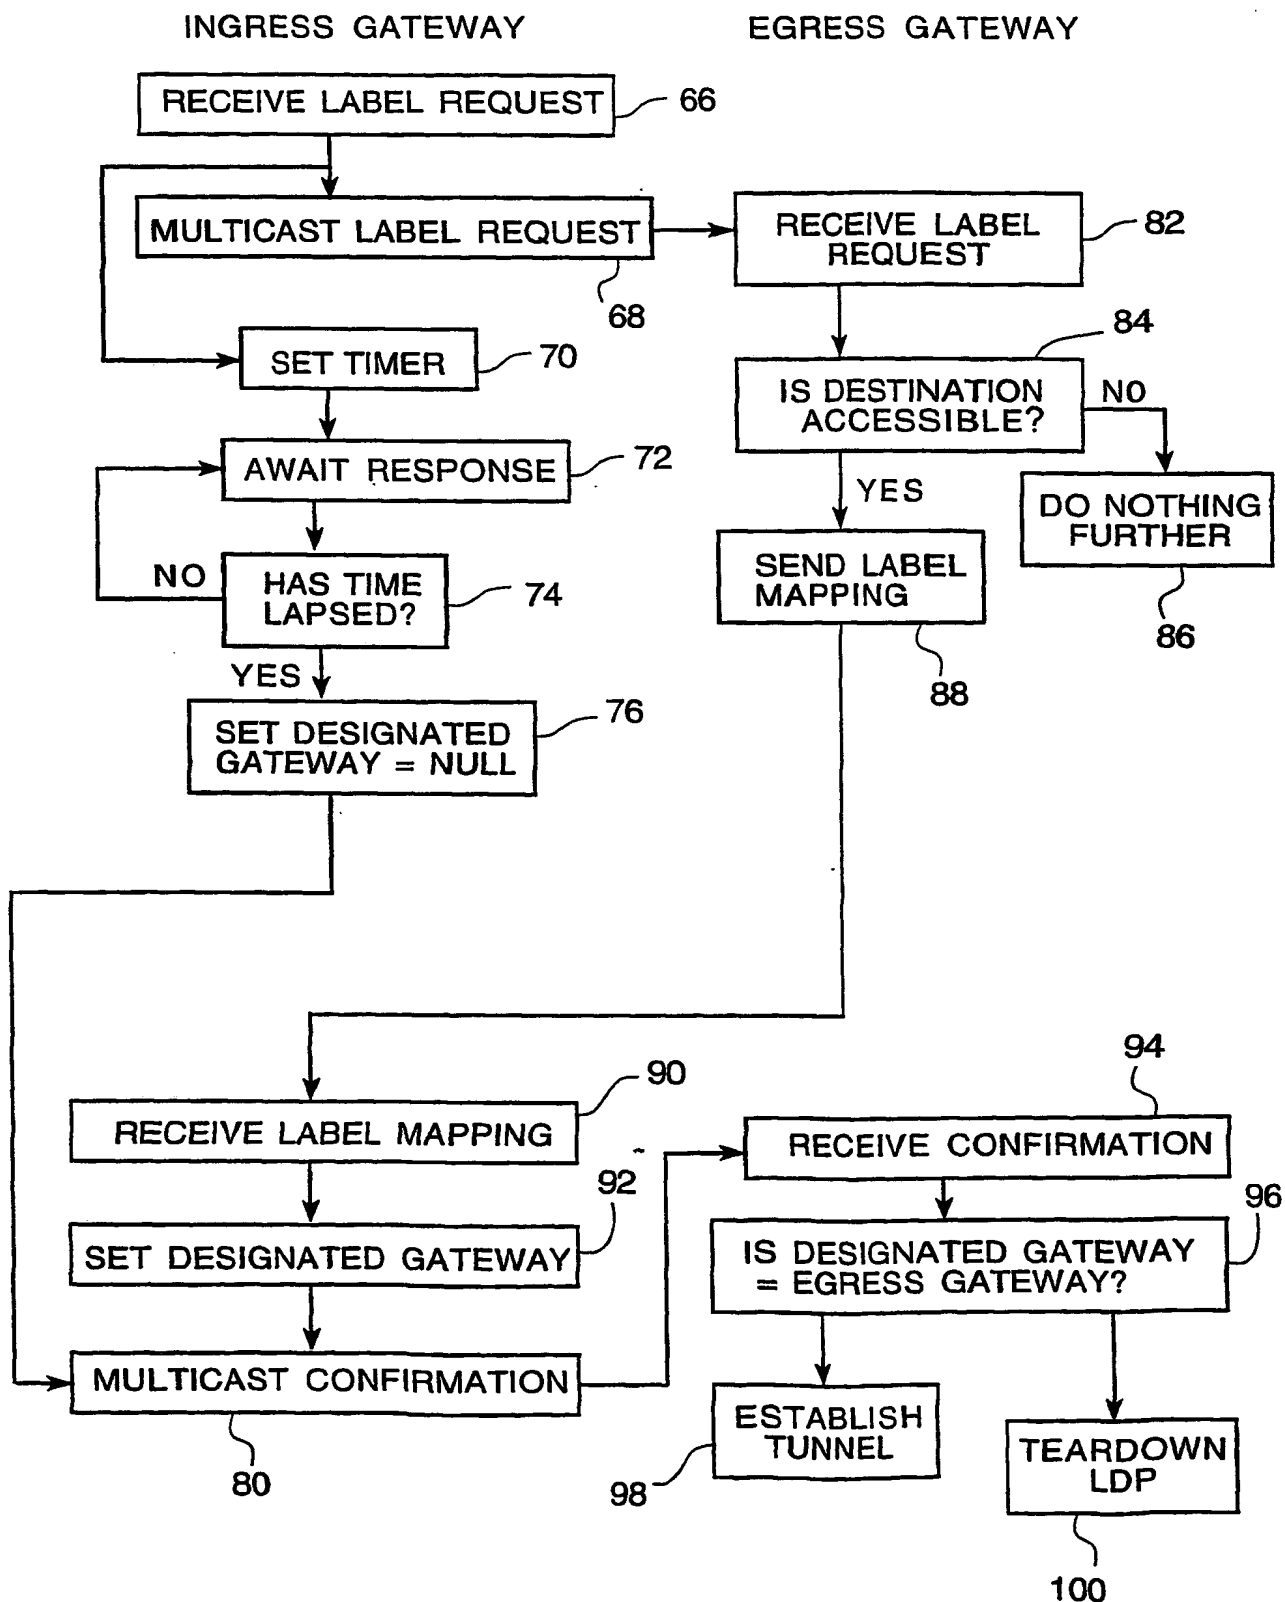 INGRESS GATEWAY
EGRESS GATEWAY
RECEIVE LABEL REQUEST
66
MULTICAST LABEL REQUEST
68
RECEIVE LABEL
REQUEST
82
SET TIMER
70
84
IS DESTINATION
ACCESSIBLE?
NO
AWAIT RESPONSE
72
YES
DO NOTHING
FURTHER
86
NO
HAS TIME
LAPSED?
74
SEND LABEL
MAPPING
88
YES
SET DESIGNATED
GATEWAY = NULL
76
90
RECEIVE LABEL MAPPING
92
SET DESIGNATED GATEWAY
MULTICAST CONFIRMATION
80
94
RECEIVE CONFIRMATION
96
IS DESIGNATED GATEWAY
= EGRESS GATEWAY?
ESTABLISH
TUNNEL
98
TEARDOWN
LDP
100